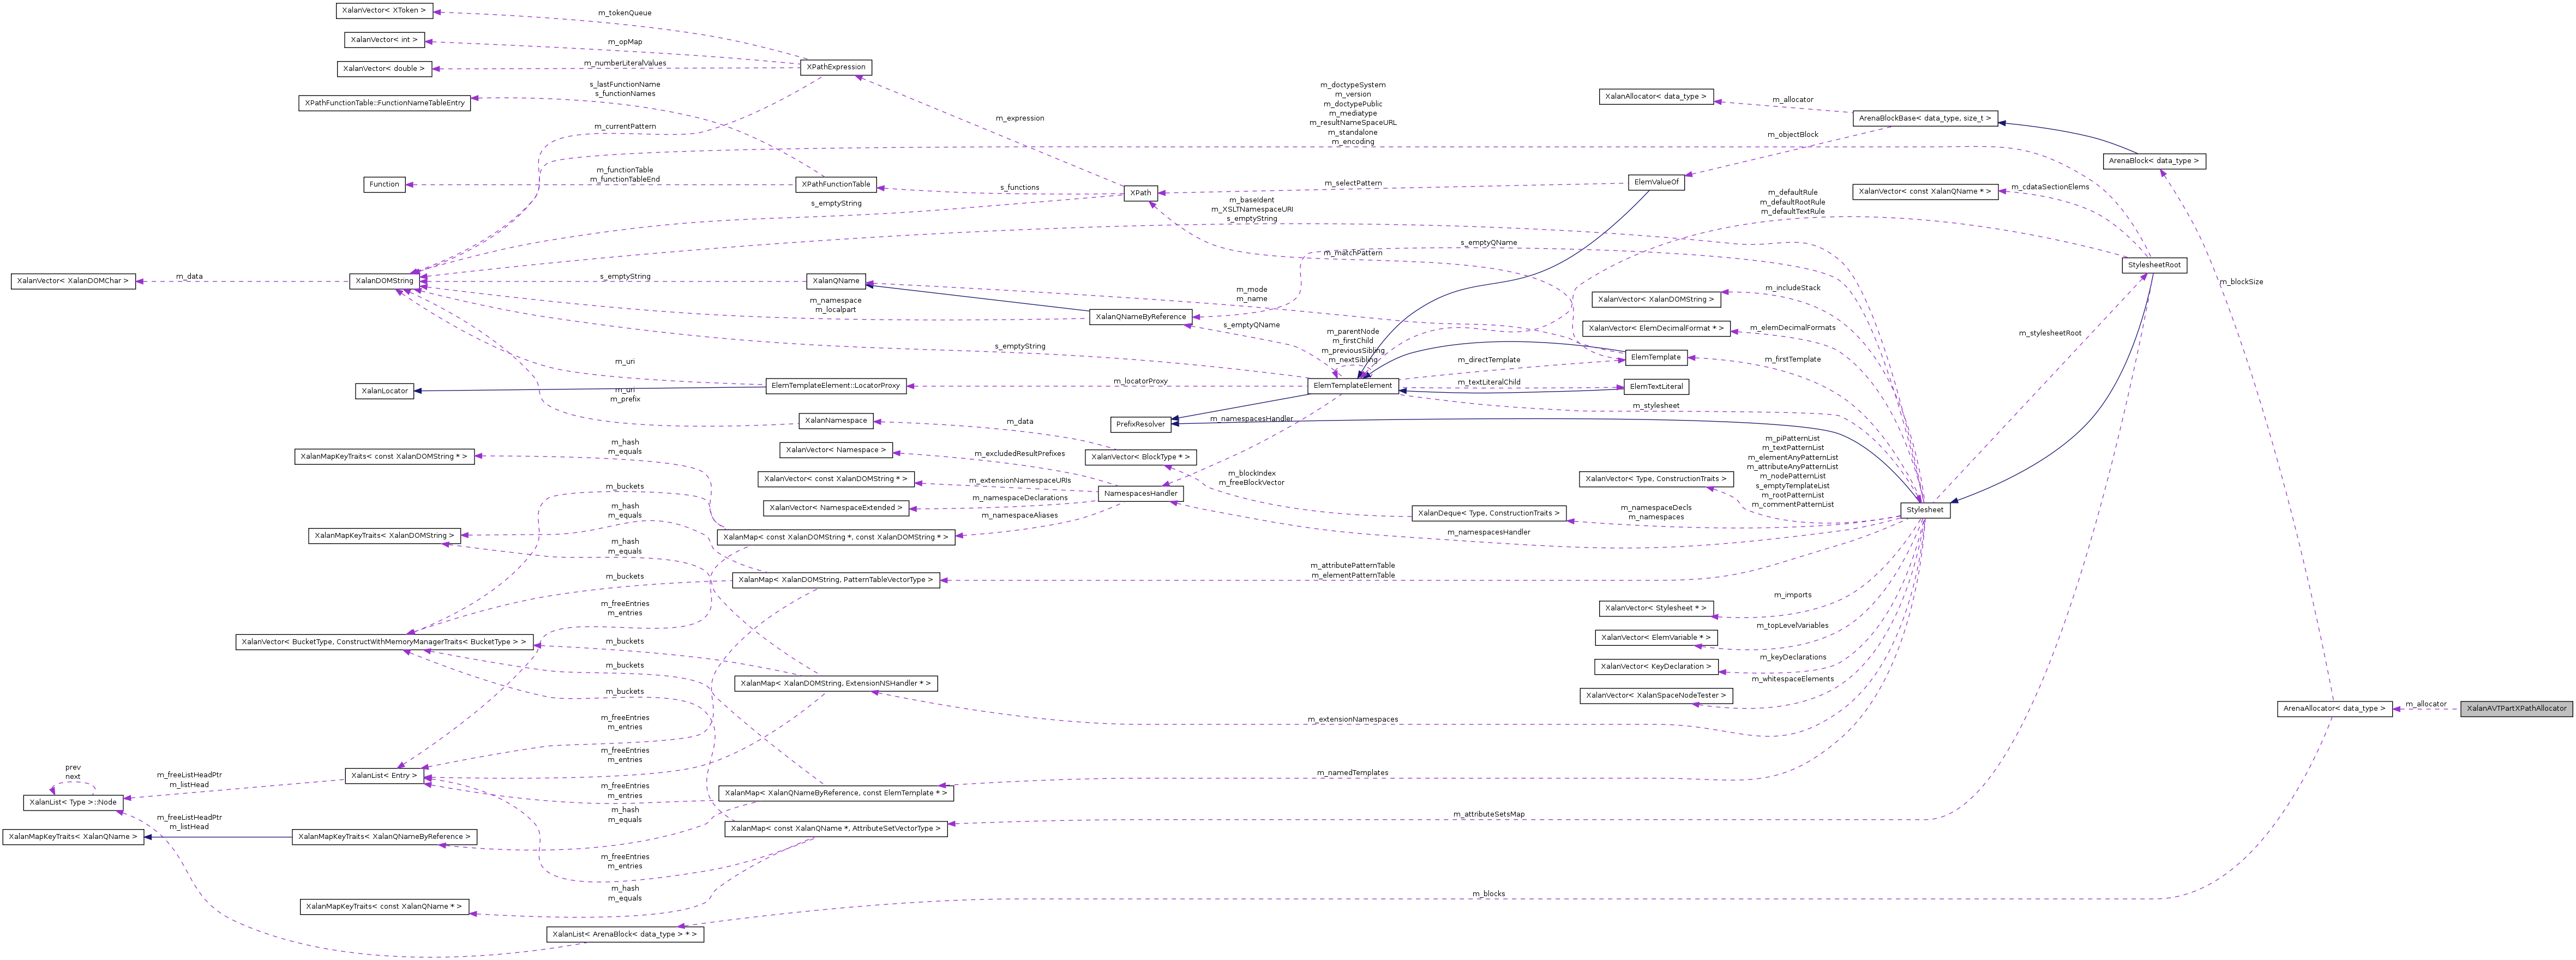 XalanVector< XToken >
m_tokenQueue
XalanVector< int >
m_opMap
XalanVector< double >
m_numberLiteralValues
XPathExpression
XPathFunctionTable::FunctionNameTableEntry
s_lastFunctionName
s_functionNames
m_currentPattern
m_expression
m_doctypeSystem
m_version
m_doctypePublic
m_mediatype
m_resultNameSpaceURL
m_standalone
m_encoding
XalanAllocator< data_type >
m_allocator
ArenaBlockBase< data_type, size_t >
m_objectBlock
ArenaBlock< data_type >
Function
m_functionTable
m_functionTableEnd
XPathFunctionTable
s_functions
XPath
m_selectPattern
ElemValueOf
XalanVector< const XalanQName * >
m_cdataSectionElems
s_emptyString
m_baseIdent
m_XSLTNamespaceURI
s_emptyString
m_defaultRule
m_defaultRootRule
m_defaultTextRule
s_emptyQName
m_matchPattern
StylesheetRoot
XalanVector< XalanDOMChar >
m_data
XalanDOMString
s_emptyString
XalanQName
m_blockSize
m_namespace
m_localpart
XalanQNameByReference
m_mode
m_name
s_emptyQName
XalanVector< XalanDOMString >
m_includeStack
XalanVector< ElemDecimalFormat * >
m_elemDecimalFormats
m_stylesheetRoot
s_emptyString
m_parentNode
m_firstChild
m_previousSibling
m_nextSibling
m_directTemplate
ElemTemplate
m_firstTemplate
m_uri
XalanLocator
ElemTemplateElement::LocatorProxy
m_locatorProxy
ElemTemplateElement
m_textLiteralChild
ElemTextLiteral
m_uri
m_prefix
XalanNamespace
m_data
m_namespacesHandler
PrefixResolver
m_stylesheet
XalanMapKeyTraits< const XalanDOMString * >
m_hash
m_equals
XalanVector< Namespace >
m_excludedResultPrefixes
XalanVector< BlockType * >
m_piPatternList
m_textPatternList
m_elementAnyPatternList
m_attributeAnyPatternList
m_nodePatternList
s_emptyTemplateList
m_rootPatternList
m_commentPatternList
XalanVector< Type, ConstructionTraits >
XalanVector< const XalanDOMString * >
m_extensionNamespaceURIs
m_blockIndex
m_freeBlockVector
m_buckets
XalanVector< NamespaceExtended >
m_namespaceDeclarations
NamespacesHandler
XalanDeque< Type, ConstructionTraits >
m_namespaceDecls
m_namespaces
Stylesheet
m_hash
m_equals
m_namespaceAliases
m_namespacesHandler
XalanMapKeyTraits< XalanDOMString >
XalanMap< const XalanDOMString *, const XalanDOMString * >
m_hash
m_equals
m_buckets
XalanMap< XalanDOMString, PatternTableVectorType >
m_attributePatternTable
m_elementPatternTable
m_freeEntries
m_entries
XalanVector< Stylesheet * >
m_imports
XalanVector< BucketType, ConstructWithMemoryManagerTraits< BucketType > >
m_buckets
XalanVector< ElemVariable * >
m_topLevelVariables
m_buckets
XalanVector< KeyDeclaration >
m_keyDeclarations
XalanMap< XalanDOMString, ExtensionNSHandler * >
m_buckets
XalanVector< XalanSpaceNodeTester >
m_whitespaceElements
m_freeEntries
m_entries
m_extensionNamespaces
ArenaAllocator< data_type >
m_allocator
XalanAVTPartXPathAllocator
m_freeEntries
m_entries
prev
next
m_freeListHeadPtr
m_listHead
XalanList< Entry >
m_namedTemplates
XalanList< Type >::Node
m_freeEntries
m_entries
XalanMap< XalanQNameByReference, const ElemTemplate * >
m_hash
m_equals
m_freeListHeadPtr
m_listHead
m_attributeSetsMap
XalanMapKeyTraits< XalanQName >
XalanMapKeyTraits< XalanQNameByReference >
XalanMap< const XalanQName *, AttributeSetVectorType >
m_freeEntries
m_entries
m_hash
m_equals
XalanMapKeyTraits< const XalanQName * >
m_blocks
XalanList< ArenaBlock< data_type > * >